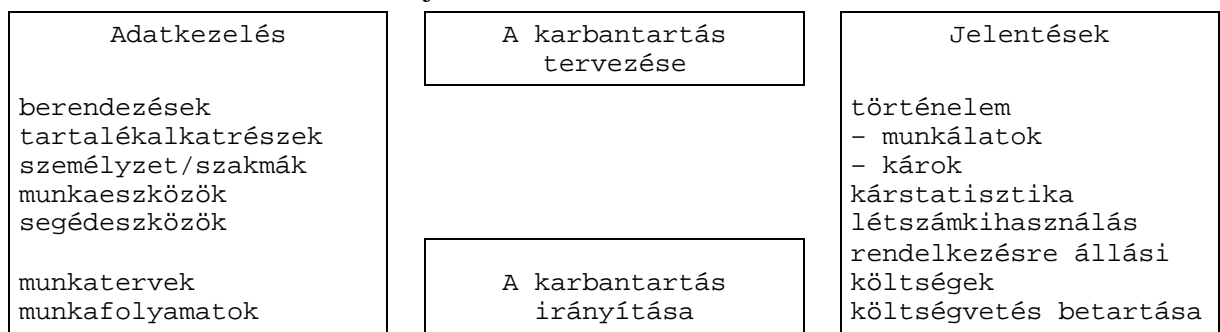 Adatkezelés
berendezések
tartalékalkatrészek
személyzet/szakmák
munkaeszközök
segédeszközök
munkatervek
munkafolyamatok
A karbantartás
tervezése
A karbantartás
irányítása
Jelentések
történelem
– munkálatok
– károk
kárstatisztika
létszámkihasználás
rendelkezésre állási
költségek
költségvetés betartása